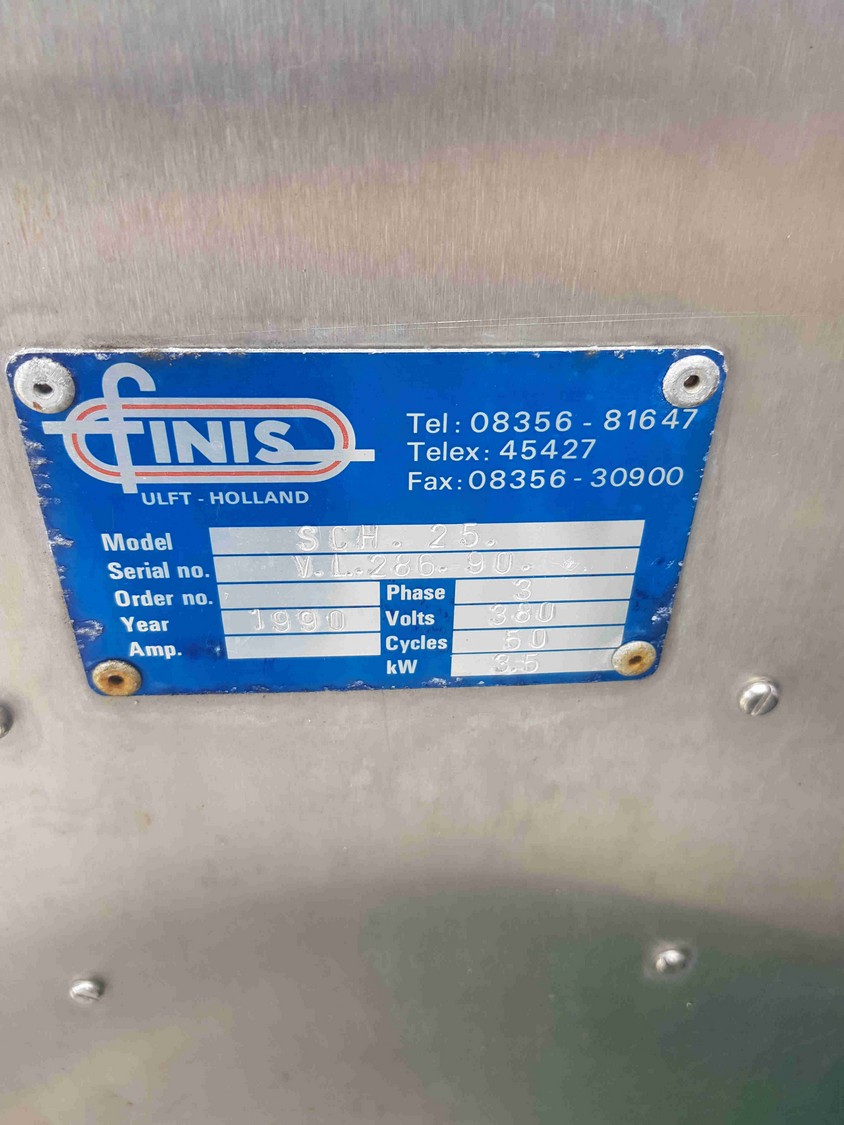 FINIS
ULFT - HOLLAND
Tel: 08356 - 81647
Telex: 45427
Fax: 08356 - 30900
Model SCH. 25.
Serial no. V.L.286.90.
Order no.
Year 1990
Amp.
Phase 3
Volts 380
Cycles 50
kW 3.5